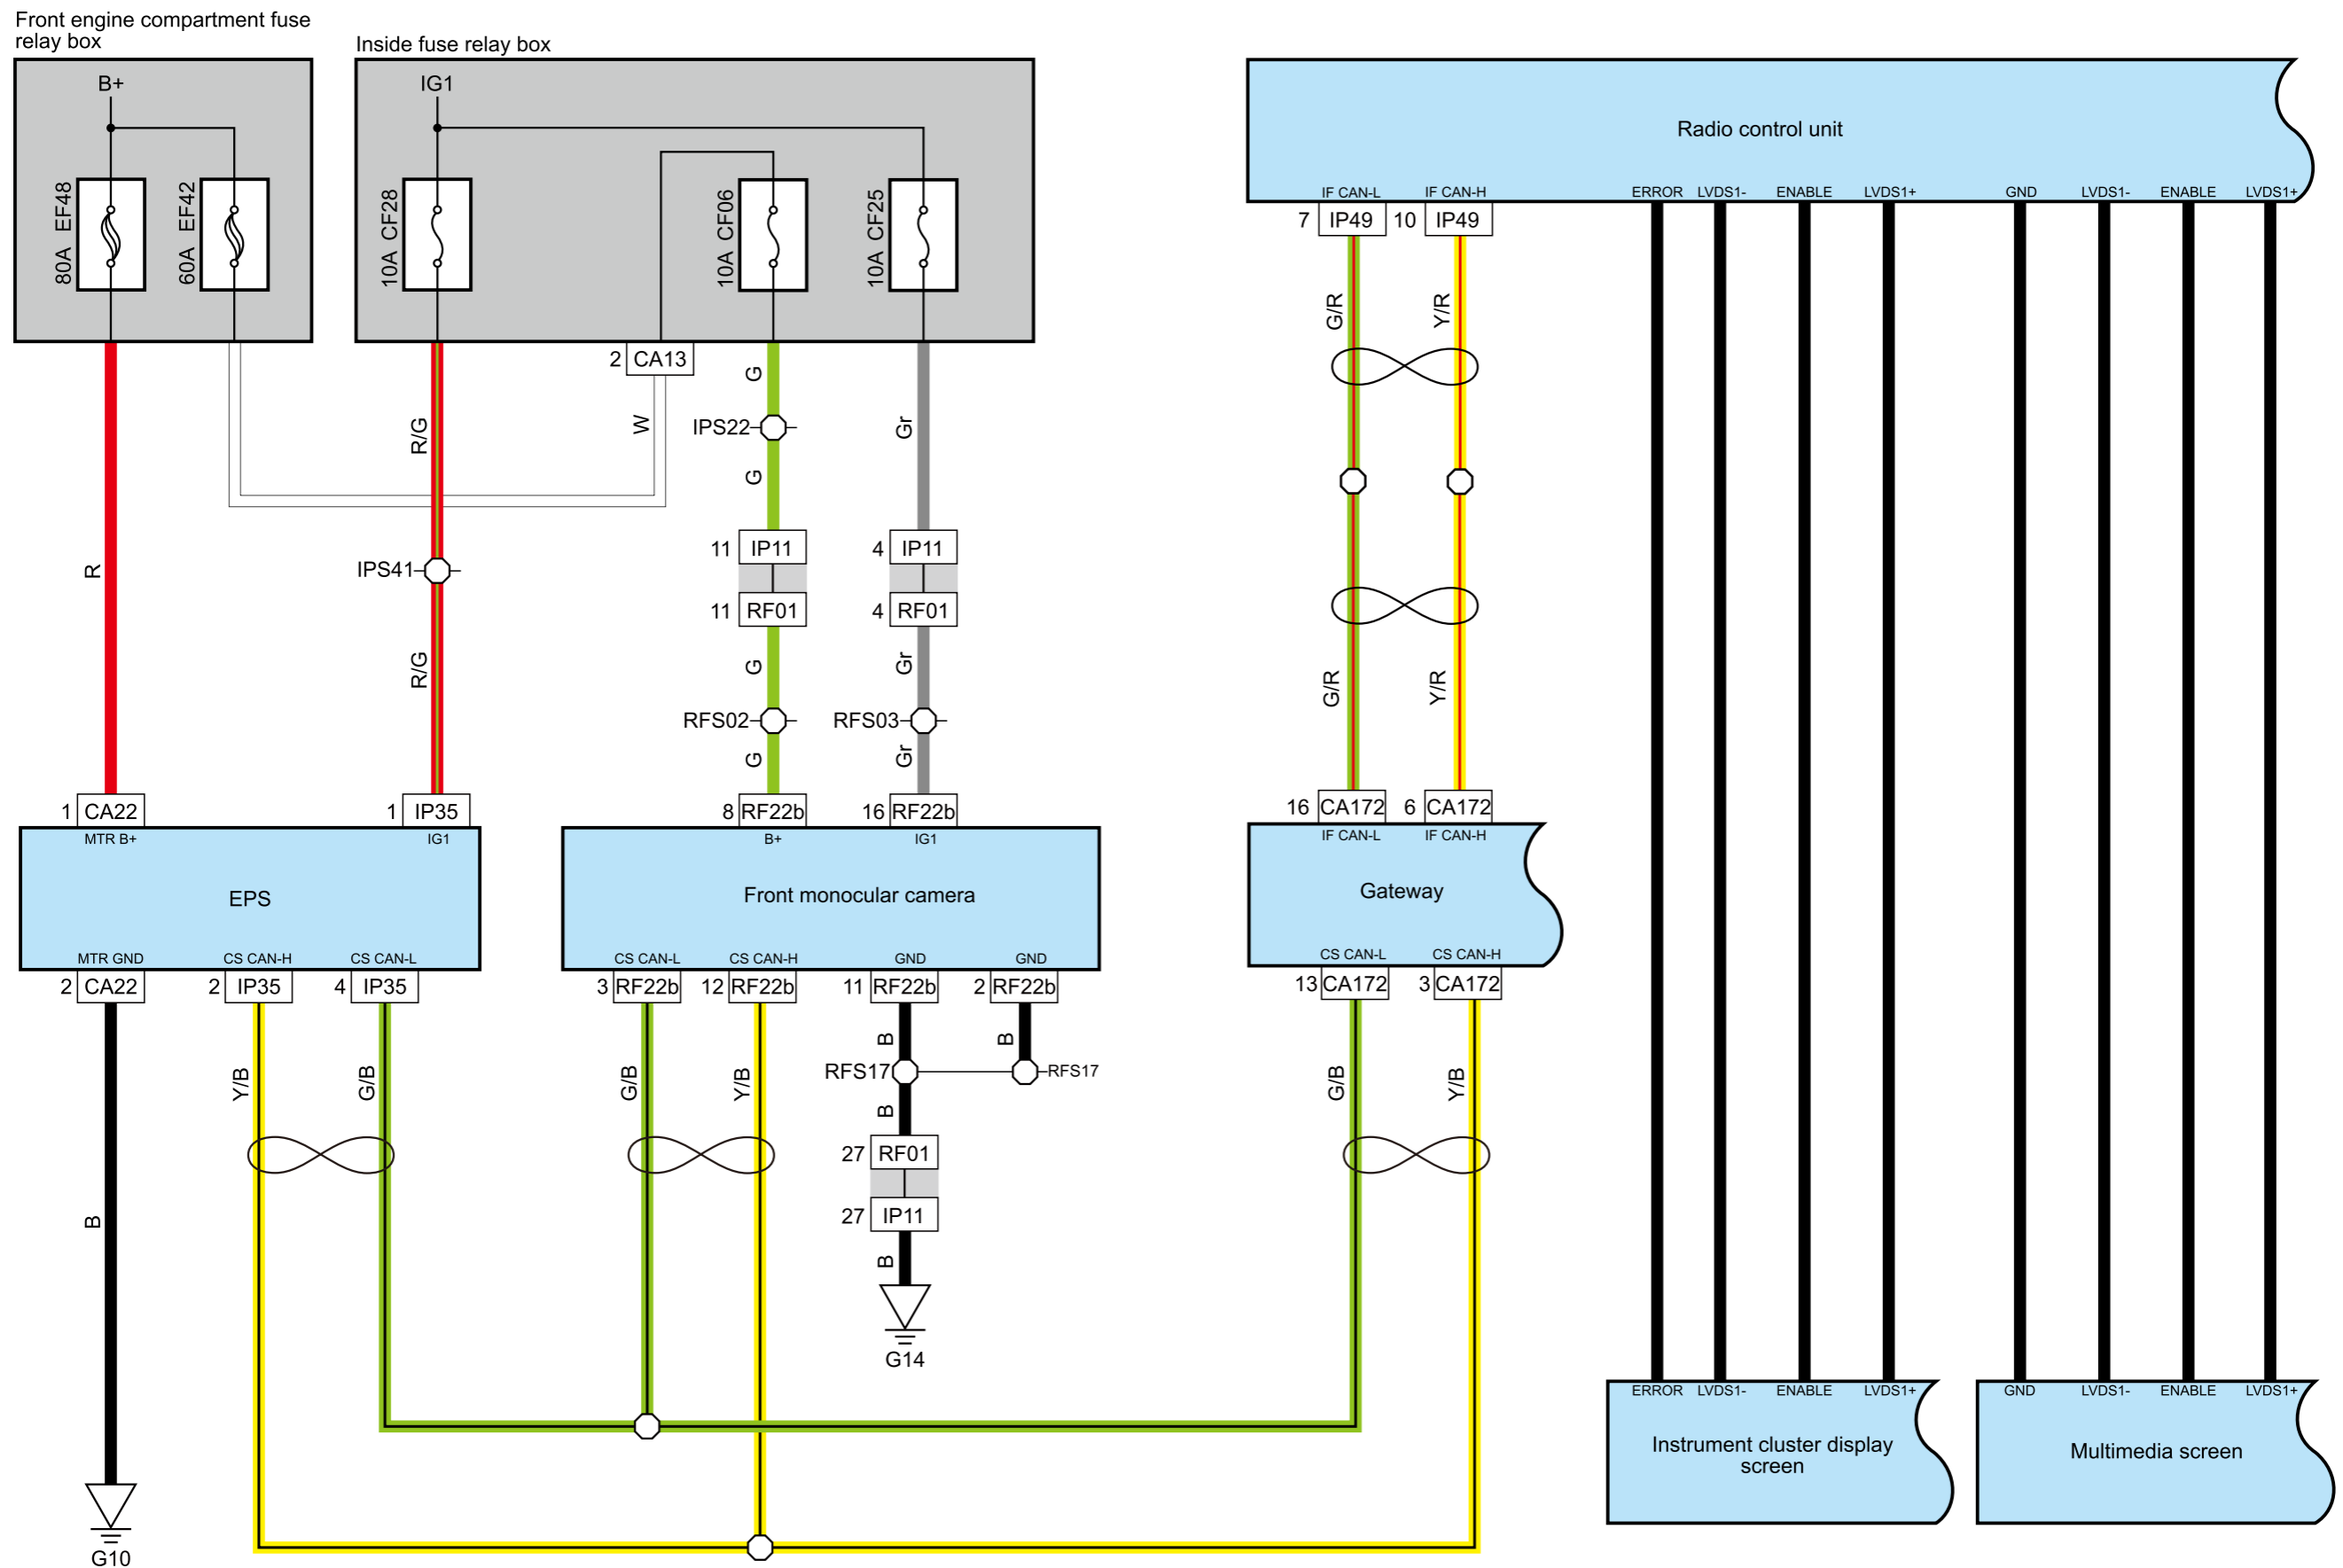 Front engine compartment fuse
relay box
Inside fuse relay box
B+
IG1
80A EF48
60A EF42
10A CF28
10A CF06
10A CF25
Radio control unit
IF CAN-L
IF CAN-H
ERROR
LVDS1-
ENABLE
LVDS1+
GND
LVDS1-
ENABLE
LVDS1+
7 IP49
10 IP49
G/R
Y/R
2 CA13
R
R/G
W
G
Gr
IPS22
G
11 IP11
4 IP11
IPS41
11 RF01
4 RF01
R/G
G
Gr
G/R
Y/R
RFS02
RFS03
G
Gr
1 CA22
1 IP35
8 RF22b
16 RF22b
16 CA172
6 CA172
MTR B+
IG1
B+
IG1
IF CAN-L
IF CAN-H
EPS
Front monocular camera
Gateway
MTR GND
CS CAN-H
CS CAN-L
CS CAN-L
CS CAN-H
GND
GND
CS CAN-L
CS CAN-H
2 CA22
2 IP35
4 IP35
3 RF22b
12 RF22b
11 RF22b
2 RF22b
13 CA172
3 CA172
B
B
RFS17
RFS17
Y/B
G/B
G/B
Y/B
G/B
Y/B
B
27 RF01
27 IP11
B
B
G14
ERROR
LVDS1-
ENABLE
LVDS1+
GND
LVDS1-
ENABLE
LVDS1+
Instrument cluster display
screen
Multimedia screen
G10